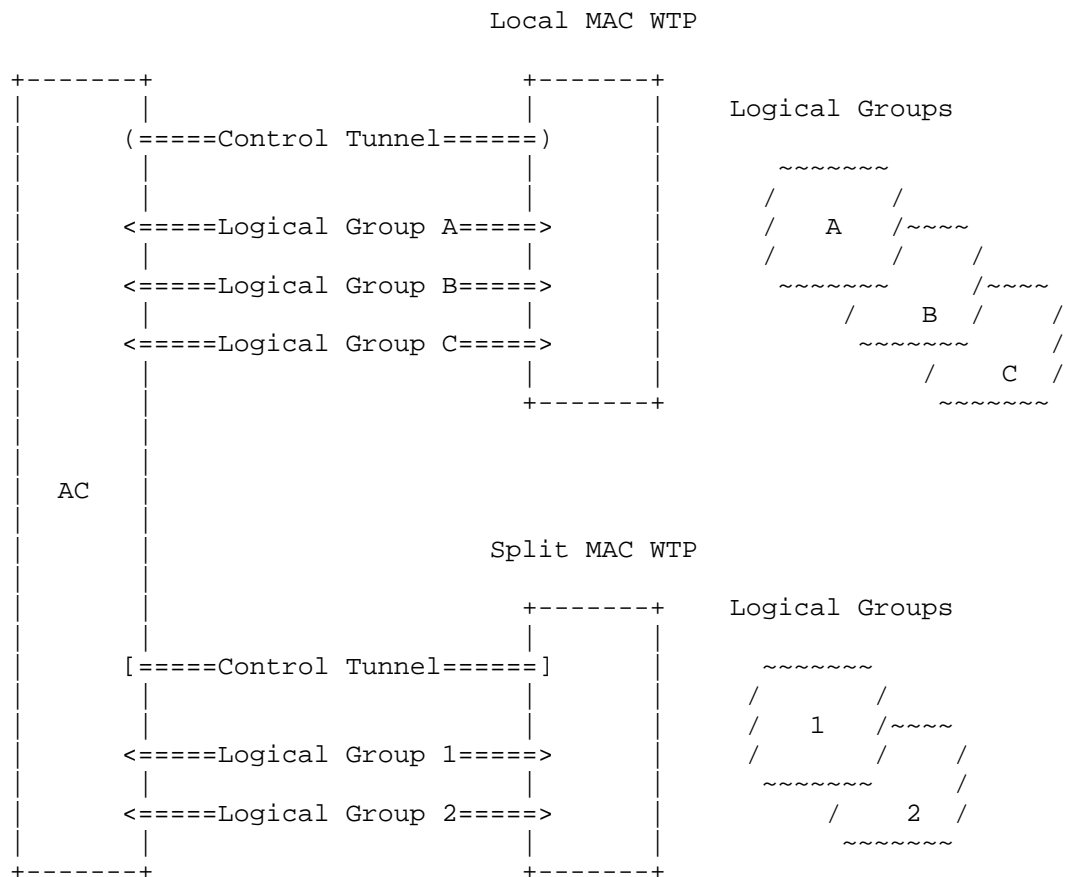 Local MAC WTP
Logical Groups
(=====Control Tunnel======)
<=====Logical Group A=====>
A
<=====Logical Group B=====>
B
<=====Logical Group C=====>
C
AC
Split MAC WTP
Logical Groups
[=====Control Tunnel======]
1
<=====Logical Group 1=====>
<=====Logical Group 2=====>
2